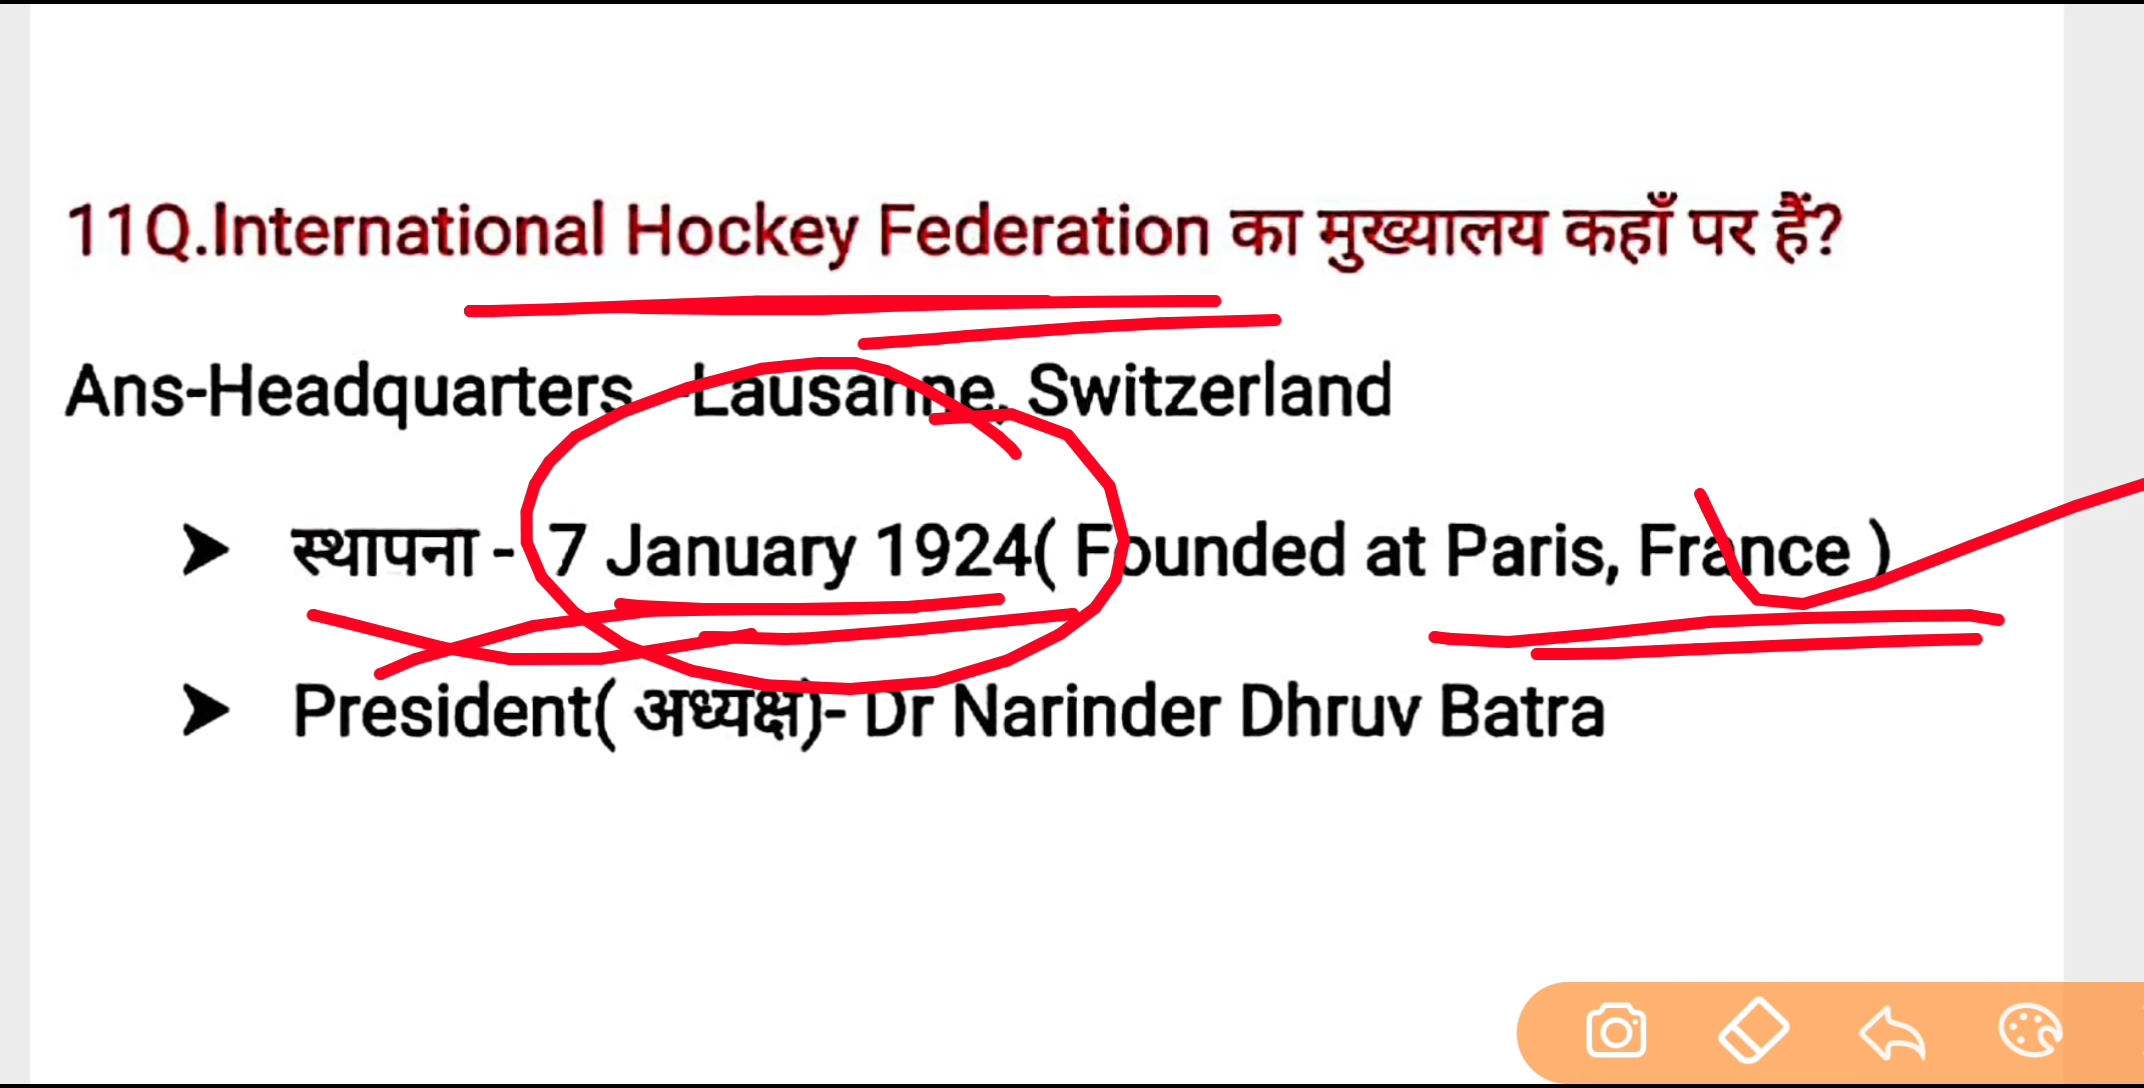 11Q.International Hockey Federation का मुख्यालय कहाँ पर हैं?
Ans-Headquarters -Lausanne, Switzerland
➤ स्थापना - 7 January 1924( Founded at Paris, France )
➤ President( अध्यक्ष)- Dr Narinder Dhruv Batra